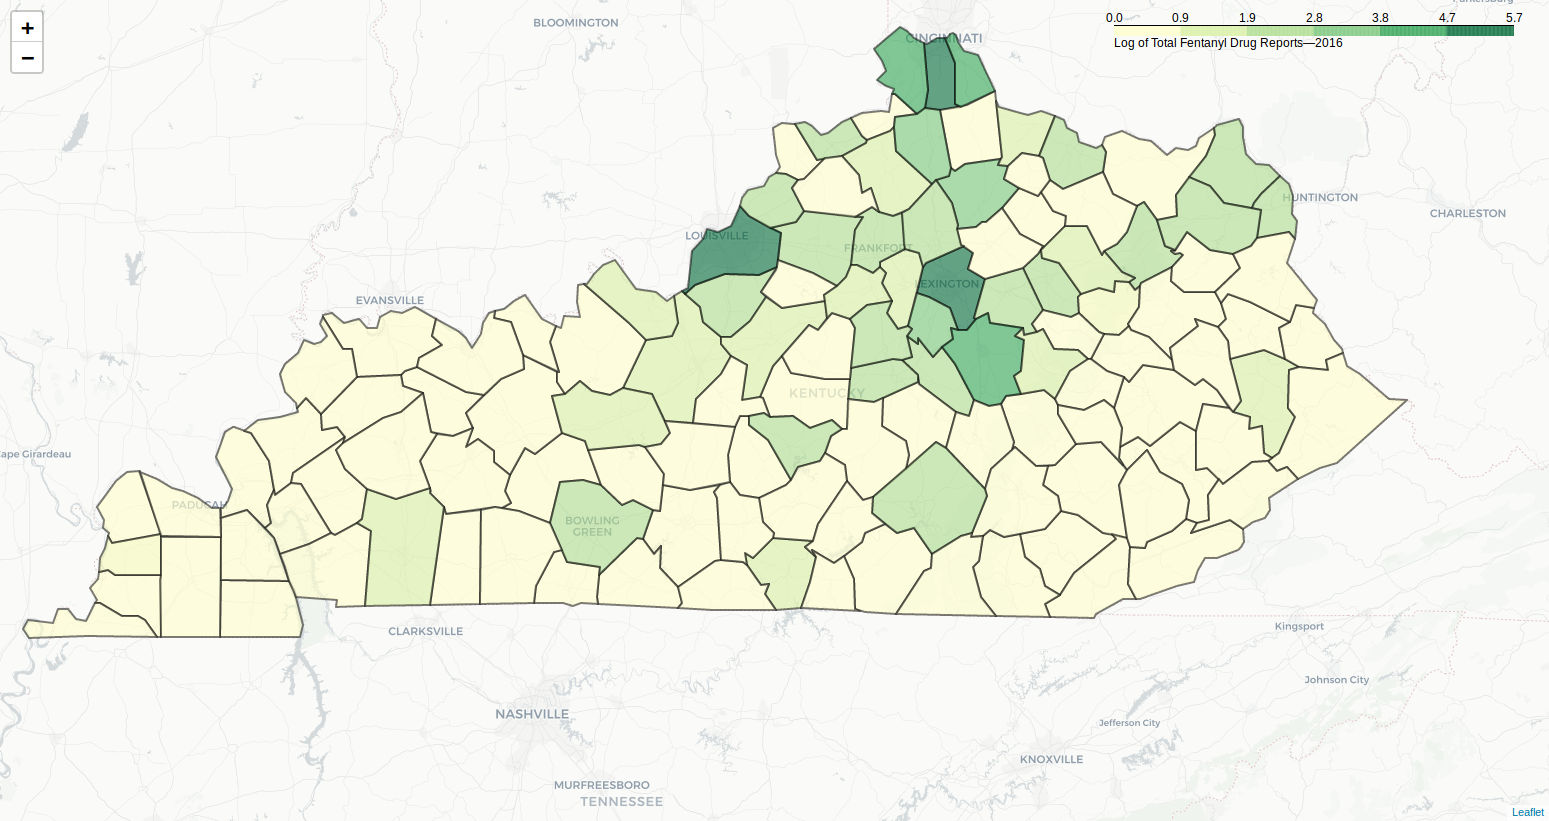 +
−
0.0 0.9 1.9 2.8 3.8 4.7 5.7
Log of Total Fentanyl Drug Reports—2016
BLOOMINGTON
CINCINNATI
HUNTINGTON
CHARLESTON
LOUISVILLE
FRANKFORT
LEXINGTON
EVANSVILLE
KENTUCKY
Cape Girardeau
PADUCAH
BOWLING
GREEN
CLARKSVILLE
Kingsport
Johnson City
NASHVILLE
Jefferson City
KNOXVILLE
MURFREESBORO
TENNESSEE
Leaflet